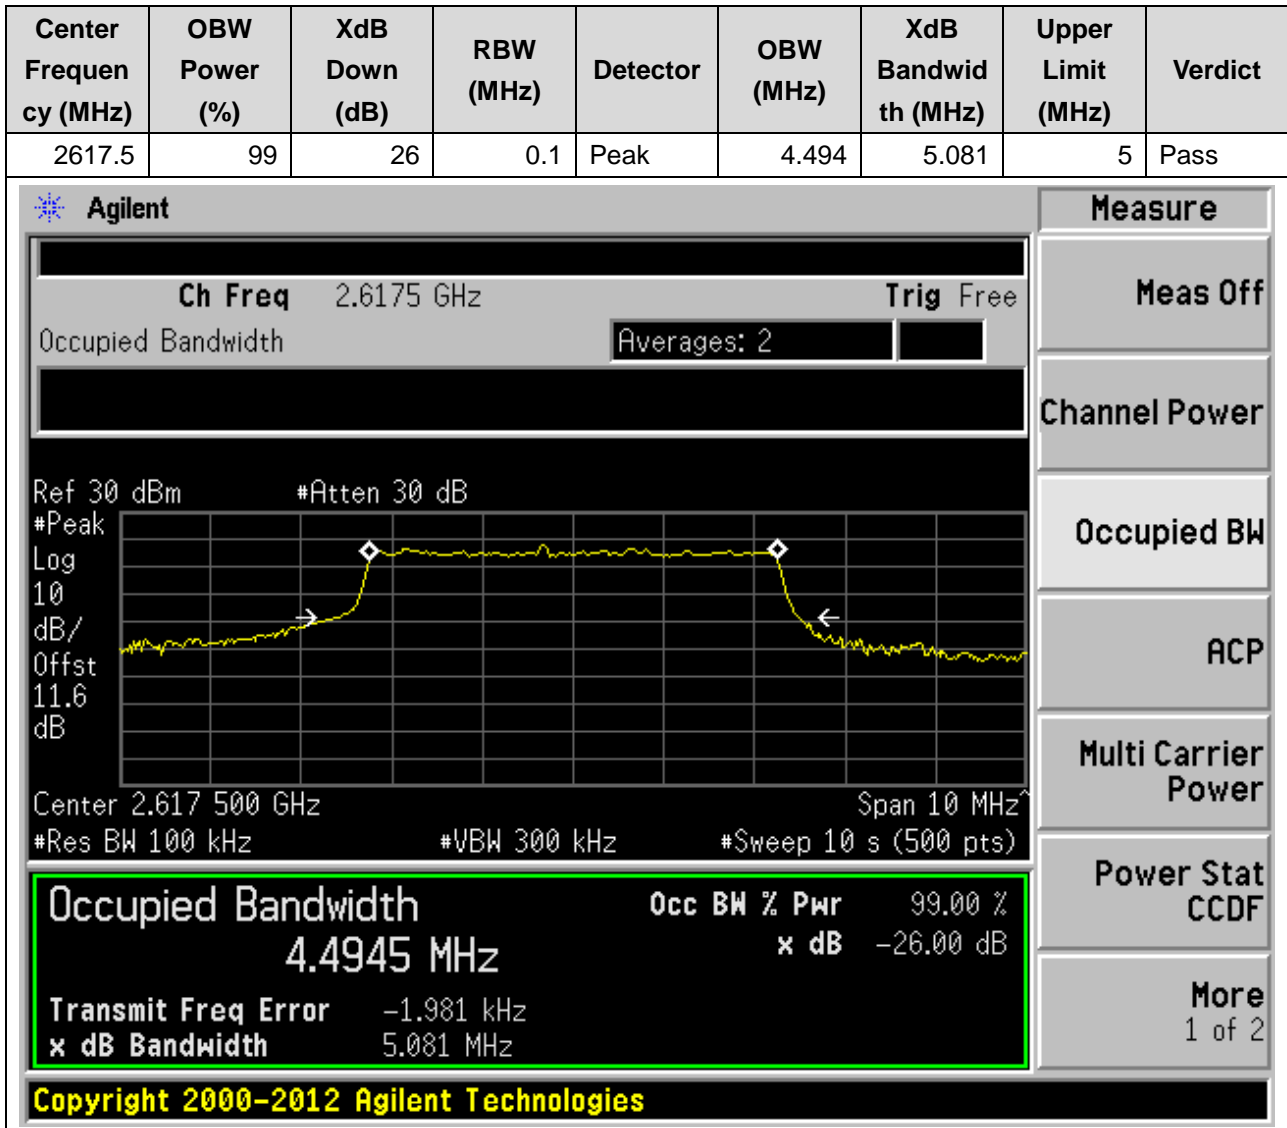 Center Frequen cy (MHz) OBW Power (%) XdB Down (dB) RBW (MHz) Detector OBW (MHz) XdB Bandwid th (MHz) Upper Limit (MHz) Verdict
2617.5 99 26 0.1 Peak 4.494 5.081 5 Pass
Agilent
Measure
Ch Freq 2.6175 GHz Trig Free
Occupied Bandwidth Averages: 2
Ref 30 dBm #Atten 30 dB
#Peak
Log
10
dB/
Offst
11.6
dB
Center 2.617 500 GHz Span 10 MHz^
#Res BW 100 kHz #VBW 300 kHz #Sweep 10 s (500 pts)
Occupied Bandwidth Occ BW % Pwr 99.00 %
4.4945 MHz x dB -26.00 dB
Transmit Freq Error -1.981 kHz
x dB Bandwidth 5.081 MHz
Copyright 2000-2012 Agilent Technologies
Meas Off
Channel Power
Occupied BW
ACP
Multi Carrier
Power
Power Stat
CCDF
More
1 of 2